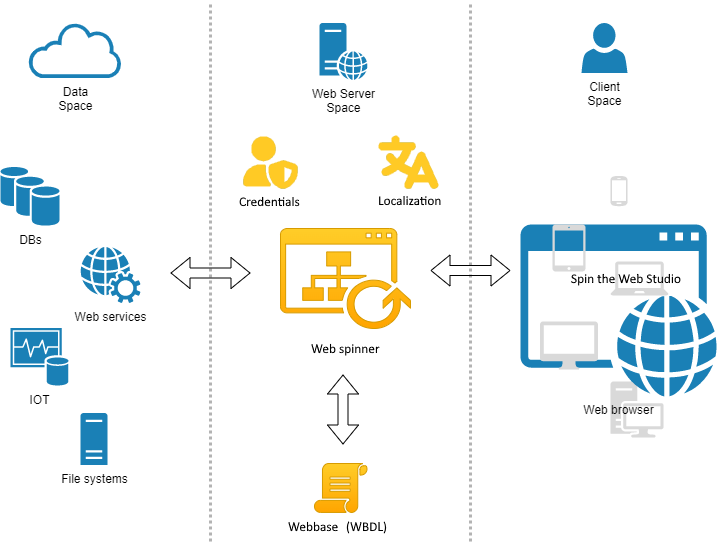 Data
Space
Web Server
Space
Client
Space
Credentials
Localization
DBs
Web services
IOT
File systems
Web spinner
Webbase (WBDL)
Spin the Web Studio
Web browser